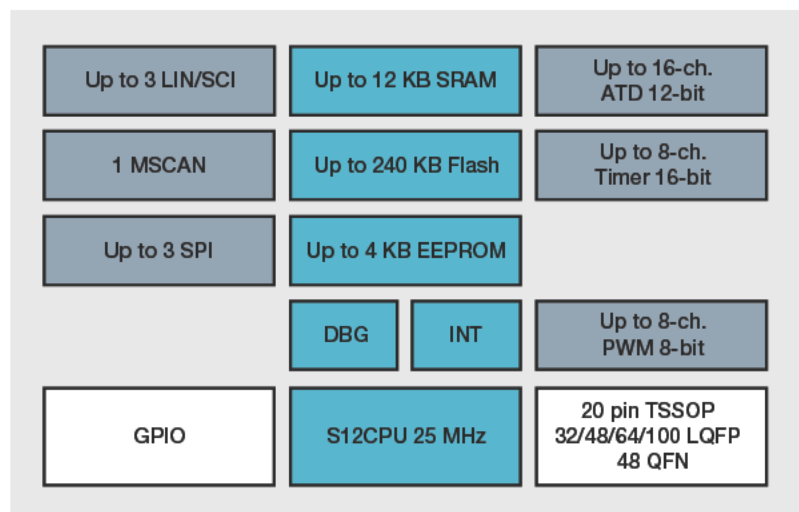 Up to 3 LIN/SCI
Up to 12 KB SRAM
Up to 16-ch.
ATD 12-bit
1 MSCAN
Up to 240 KB Flash
Up to 8-ch.
Timer 16-bit
Up to 3 SPI
Up to 4 KB EEPROM
DBG
INT
Up to 8-ch.
PWM 8-bit
GPIO
S12CPU 25 MHz
20 pin TSSOP
32/48/64/100 LQFP
48 QFN